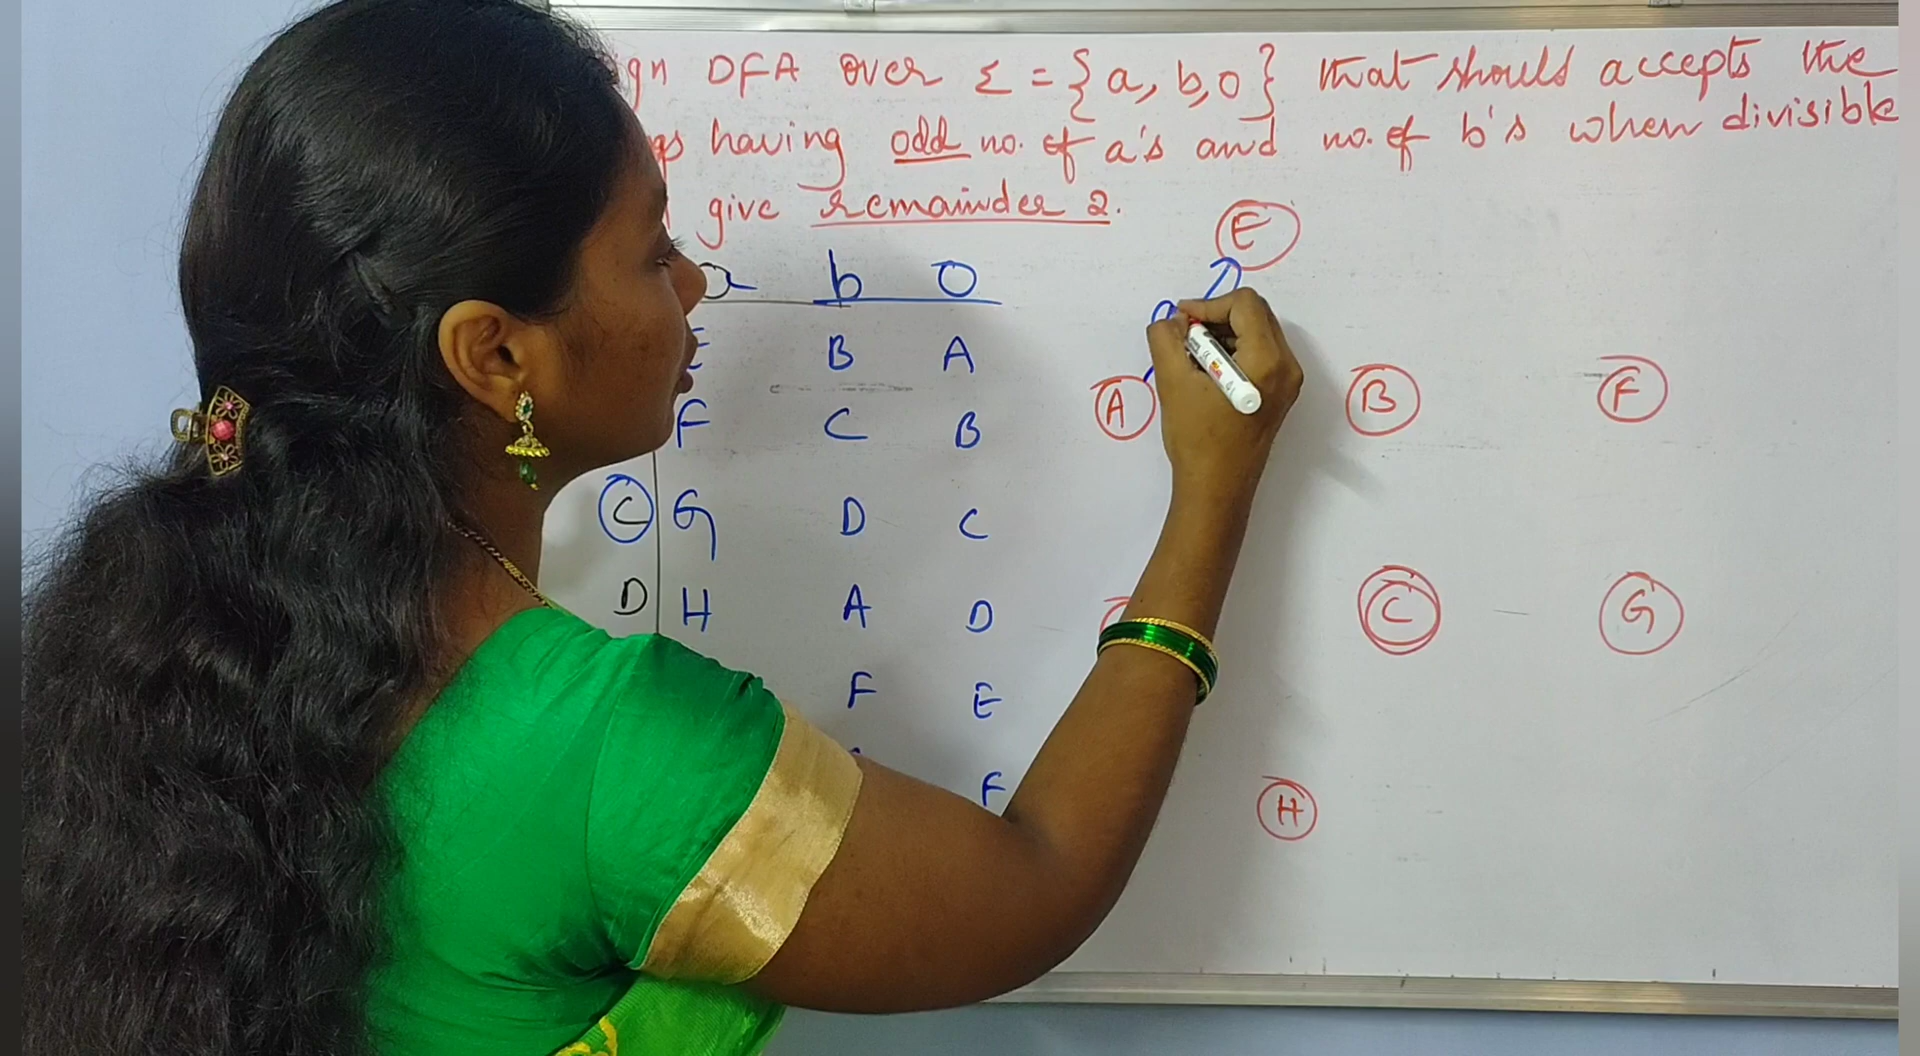 DFA over Σ = {a, b, 0} that should accepts the
having odd no. of a's and no. of b's when divisible
give remainder 2.
E
a b 0
E B A
a
A B F
F C B
C G D C
C G
D H A D
F E
F
H